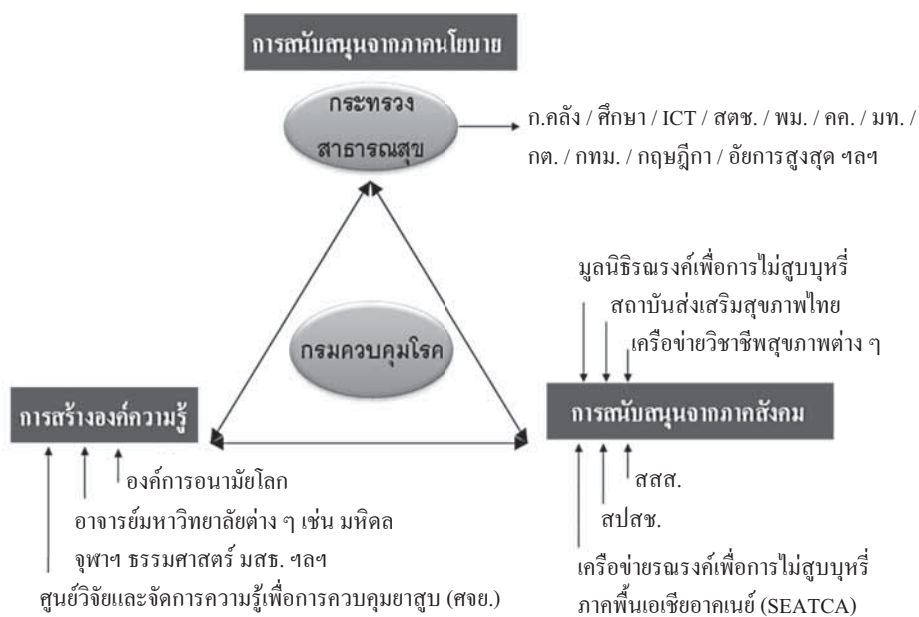 การสนับสนุนจากภาคนโยบาย
กระทรวง
สาธารณสุข
ก.คลัง / ศึกษา / ICT / สตช. / พม. / คค. / มท. /
กต. / กทม. / กฤษฎีกา / อัยการสูงสุด ฯลฯ
มูลนิธิรณรงค์เพื่อการไม่สูบบุหรี่
สถาบันส่งเสริมสุขภาพไทย
เครือข่ายวิชาชีพสุขภาพต่าง ๆ
กรมควบคุมโรค
การสร้างองค์ความรู้
การสนับสนุนจากภาคสังคม
องค์การอนามัยโลก
อาจารย์มหาวิทยาลัยต่าง ๆ เช่น มหิดล
จุฬาฯ ธรรมศาสตร์ มสธ. ฯลฯ
ศูนย์วิจัยและจัดการความรู้เพื่อการควบคุมยาสูบ (ศจย.)
สสส.
สปสช.
เครือข่ายรณรงค์เพื่อการไม่สูบบุหรี่
ภาคพื้นเอเชียอาคเนย์ (SEATCA)